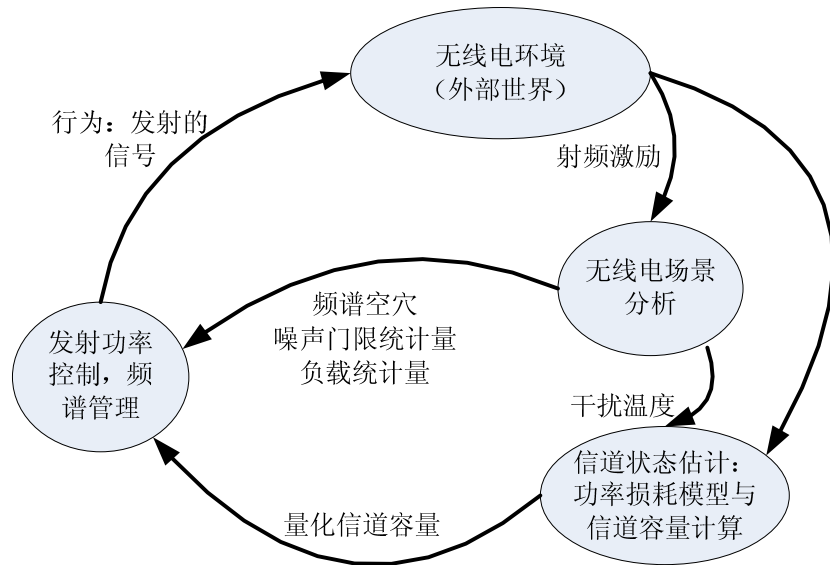 无线电环境
（外部世界）
行为：发射的
信号
射频激励
无线电场景
分析
频谱空穴
噪声门限统计量
负载统计量
发射功率
控制，频
谱管理
干扰温度
信道状态估计：
功率损耗模型与
信道容量计算
量化信道容量